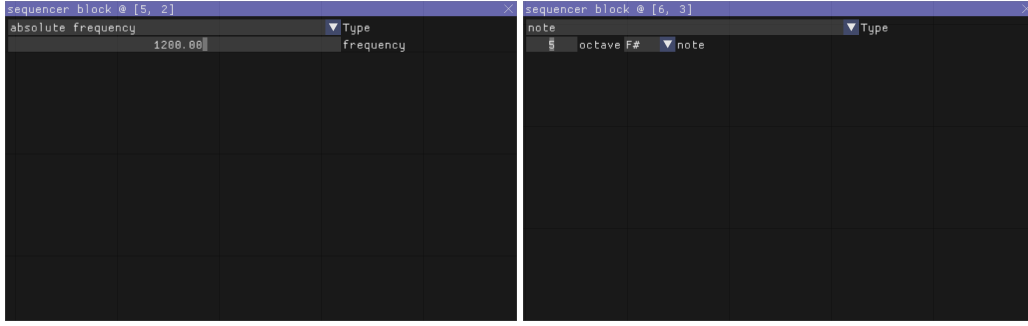 sequencer block @ [5, 2]
absolute frequency Type
1200.00 frequency
sequencer block @ [6, 3]
note Type
5 octave F# note